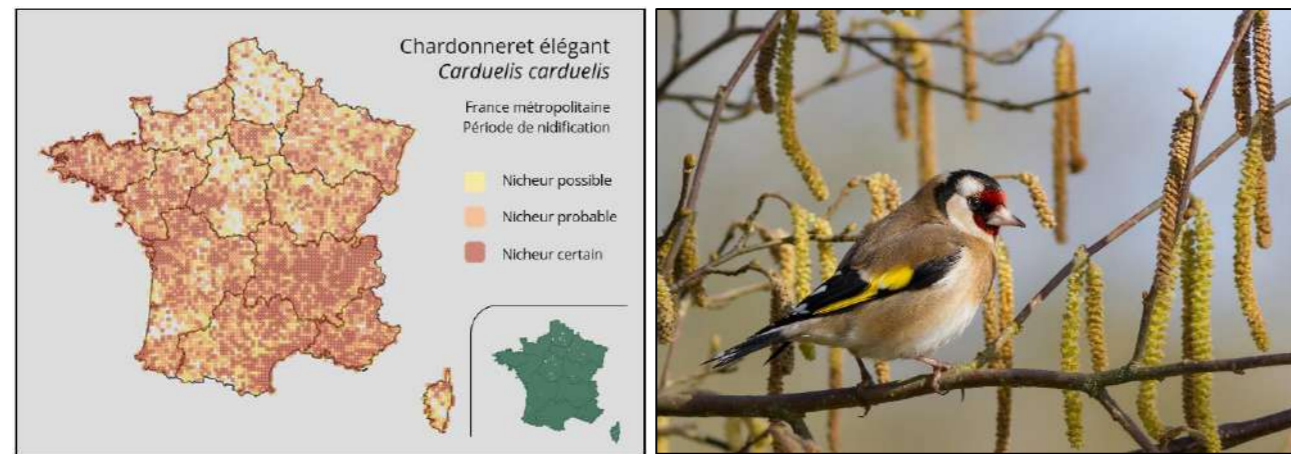 Chardonneret élégant
Carduelis carduelis
France métropolitaine
Période de nidification
Nicheur possible
Nicheur probable
Nicheur certain